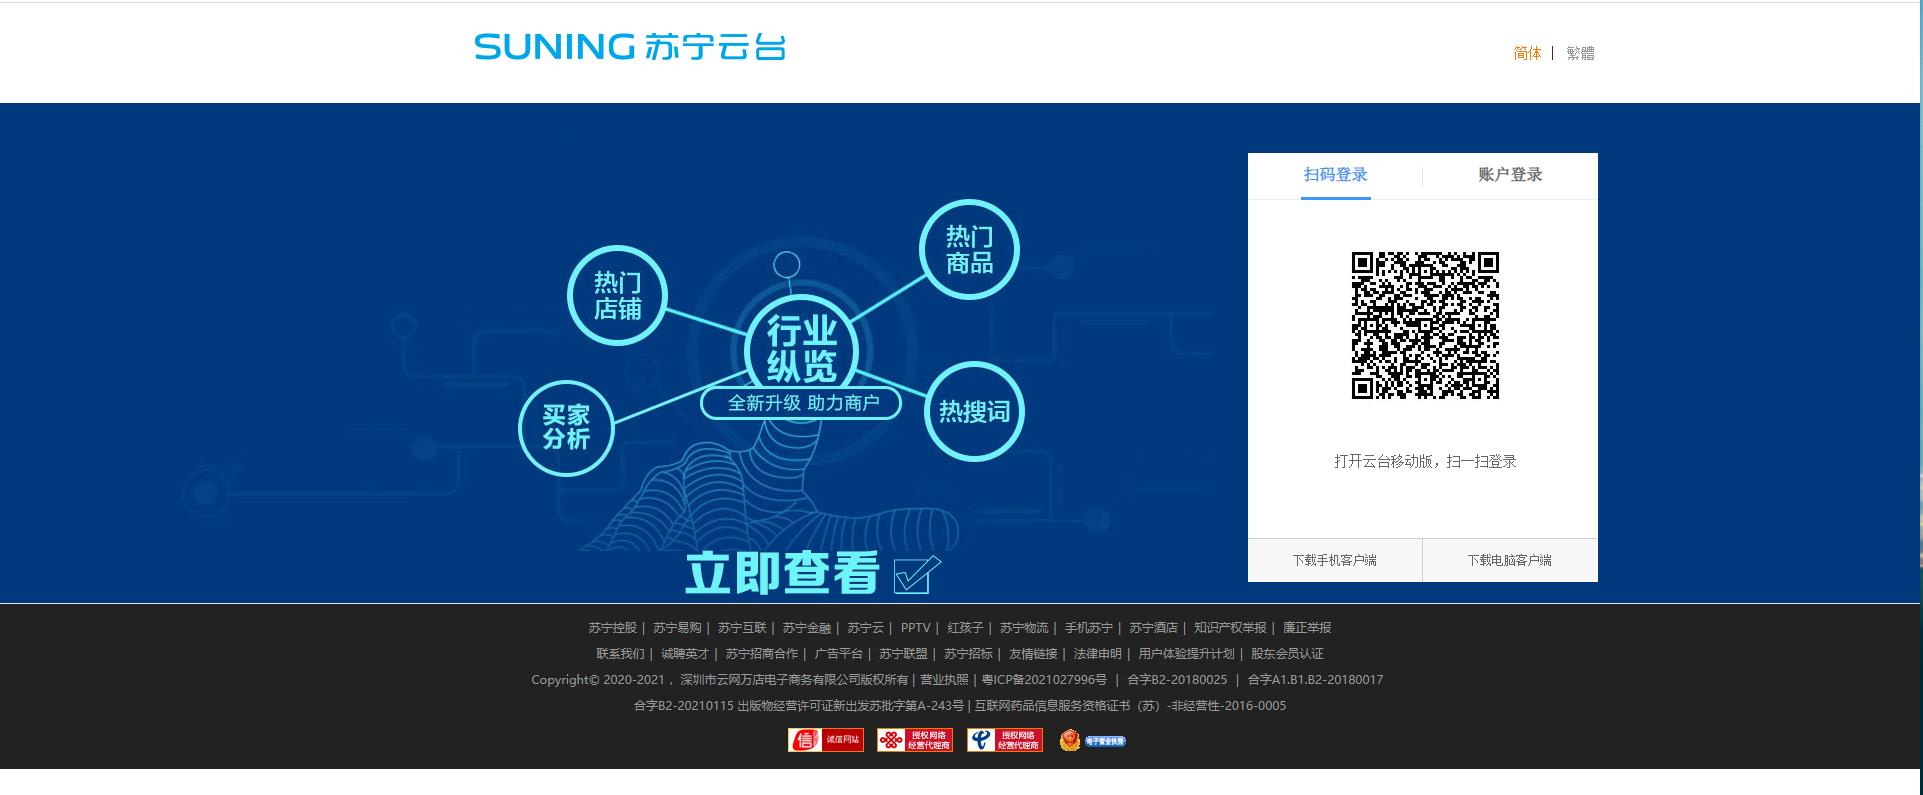 SUNING 苏宁云台
简体 | 繁體
扫码登录 账户登录
热门
商品
热门
店铺
行业
纵览
全新升级 助力商户
买家
分析
热搜词
打开云台移动版，扫一扫登录
立即查看
下载手机客户端 下载电脑客户端
苏宁控股 | 苏宁易购 | 苏宁互联 | 苏宁金融 | 苏宁云 | PPTV | 红孩子 | 苏宁物流 | 手机苏宁 | 苏宁酒店 | 知识产权举报 | 廉正举报
联系我们 | 诚聘英才 | 苏宁招商合作 | 广告平台 | 苏宁联盟 | 苏宁招标 | 友情链接 | 法律申明 | 用户体验提升计划 | 股东会员认证
Copyright© 2020-2021 ，深圳市云网万店电子商务有限公司版权所有 | 营业执照 | 粤ICP备2021027996号 | 合字B2-20180025 | 合字A1.B1.B2-20180017
合字B2-20210115 出版物经营许可证新出发苏批字第A-243号 | 互联网药品信息服务资格证书（苏）-非经营性-2016-0005
信 诚信网站
授权网络
经营代理商
授权网络
经营代理商
电子营业执照